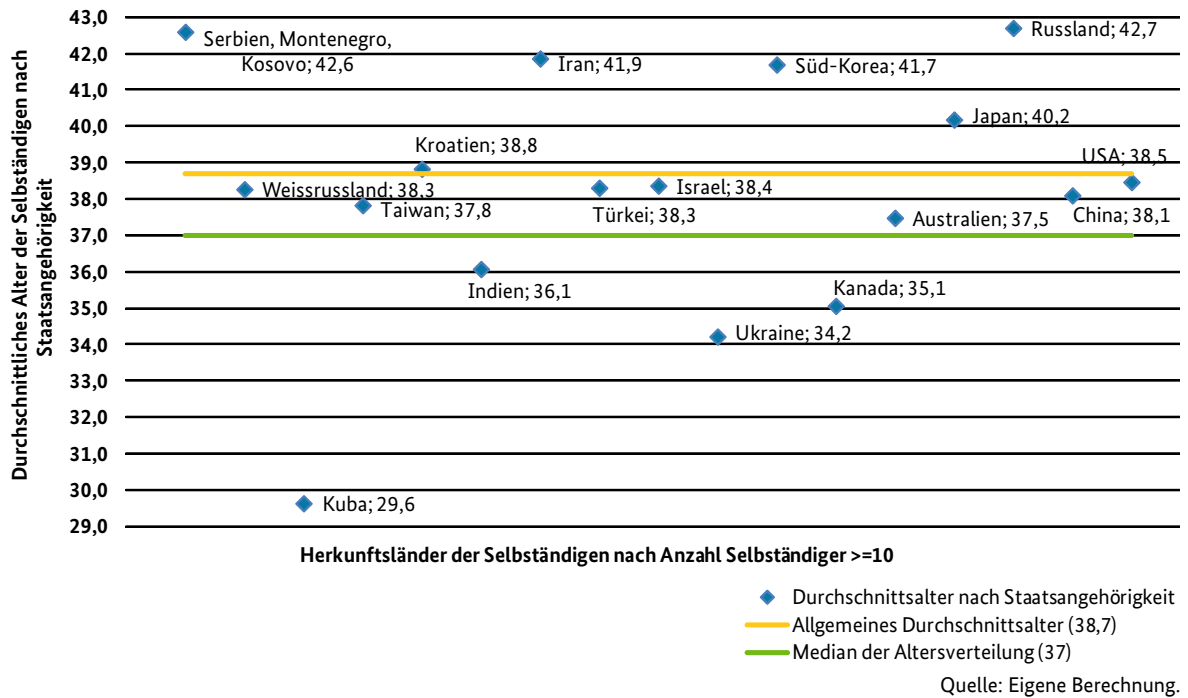 Durchschnittliches Alter der Selbständigen nach
Staatsangehörigkeit
43,0
42,0
41,0
40,0
39,0
38,0
37,0
36,0
35,0
34,0
33,0
32,0
31,0
30,0
29,0
Serbien, Montenegro,
Kosovo; 42,6
Weissrussland; 38,3
Kuba; 29,6
Taiwan; 37,8
Kroatien; 38,8
Indien; 36,1
Iran; 41,9
Türkei; 38,3
Israel; 38,4
Ukraine; 34,2
Süd-Korea; 41,7
Kanada; 35,1
Australien; 37,5
Japan; 40,2
Russland; 42,7
China; 38,1
USA; 38,5
Herkunftsländer der Selbständigen nach Anzahl Selbständiger >=10
Durchschnittsalter nach Staatsangehörigkeit
Allgemeines Durchschnittsalter (38,7)
Median der Altersverteilung (37)
Quelle: Eigene Berechnung.